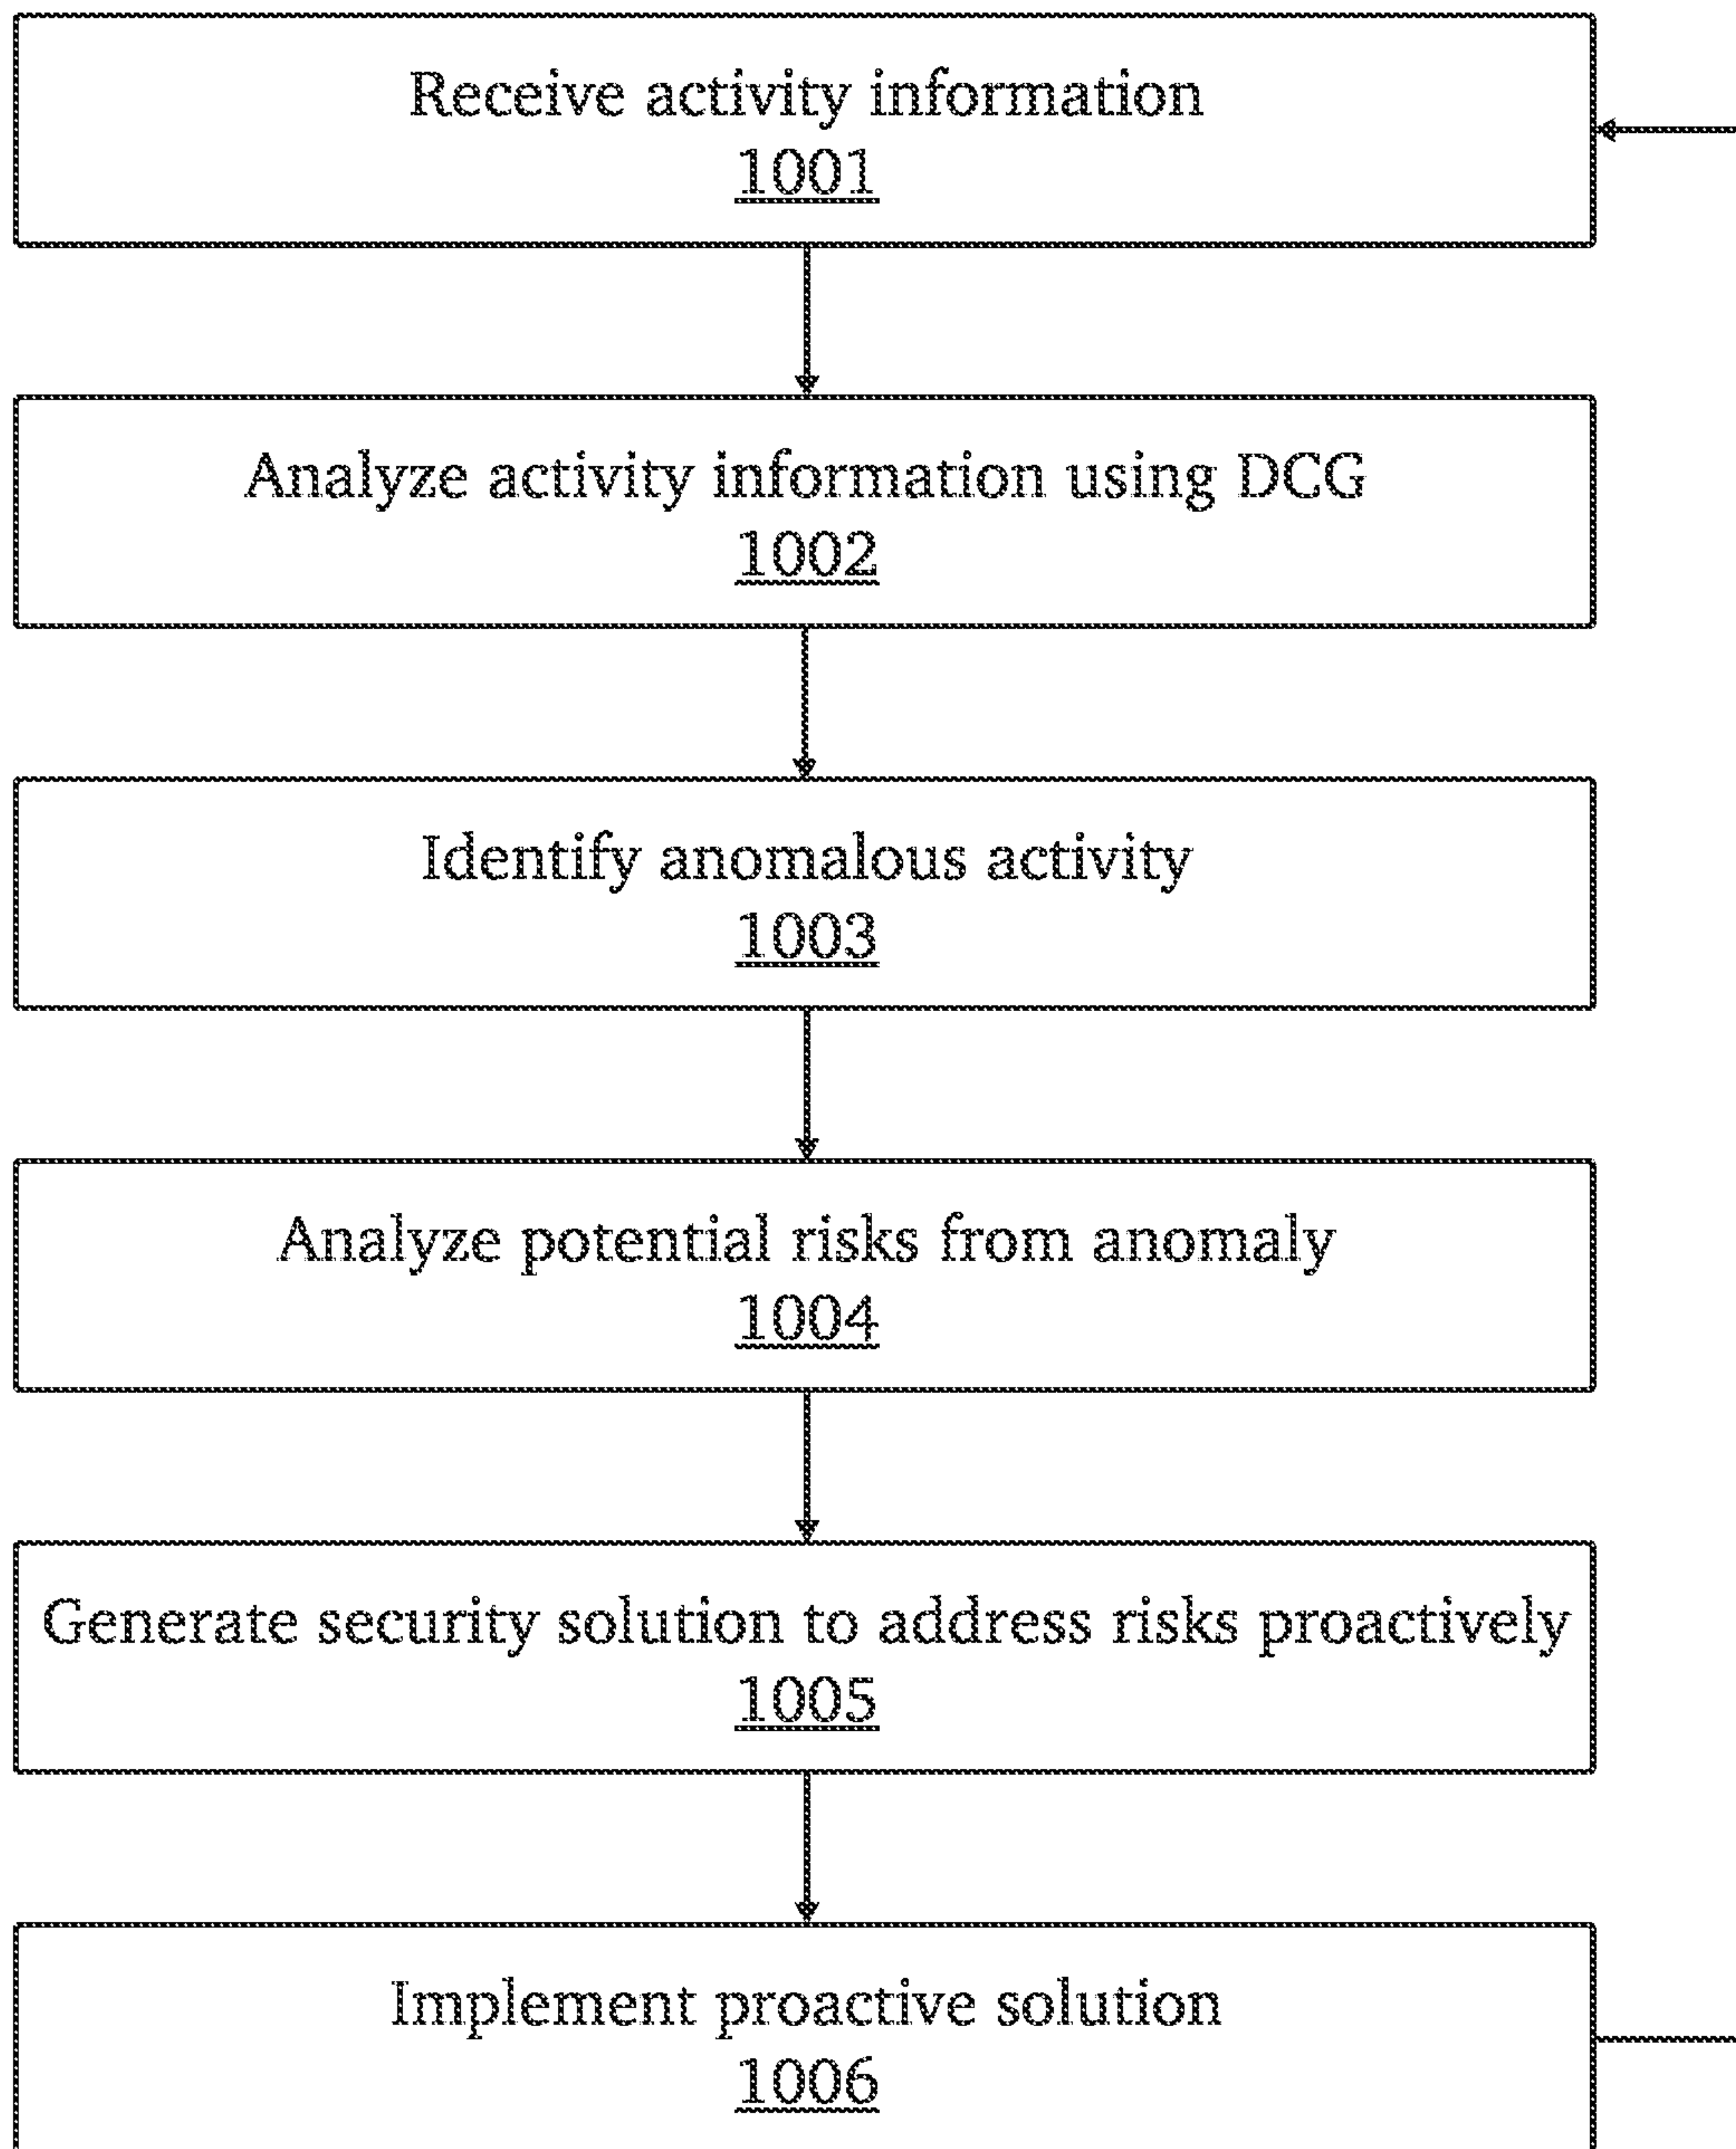 Receive activity information
1001
Analyze activity information using DCG
1002
Identify anomalous activity
1003
Analyze potential risks from anomaly
1004
Generate security solution to address risks proactively
1005
Implement proactive solution
1006